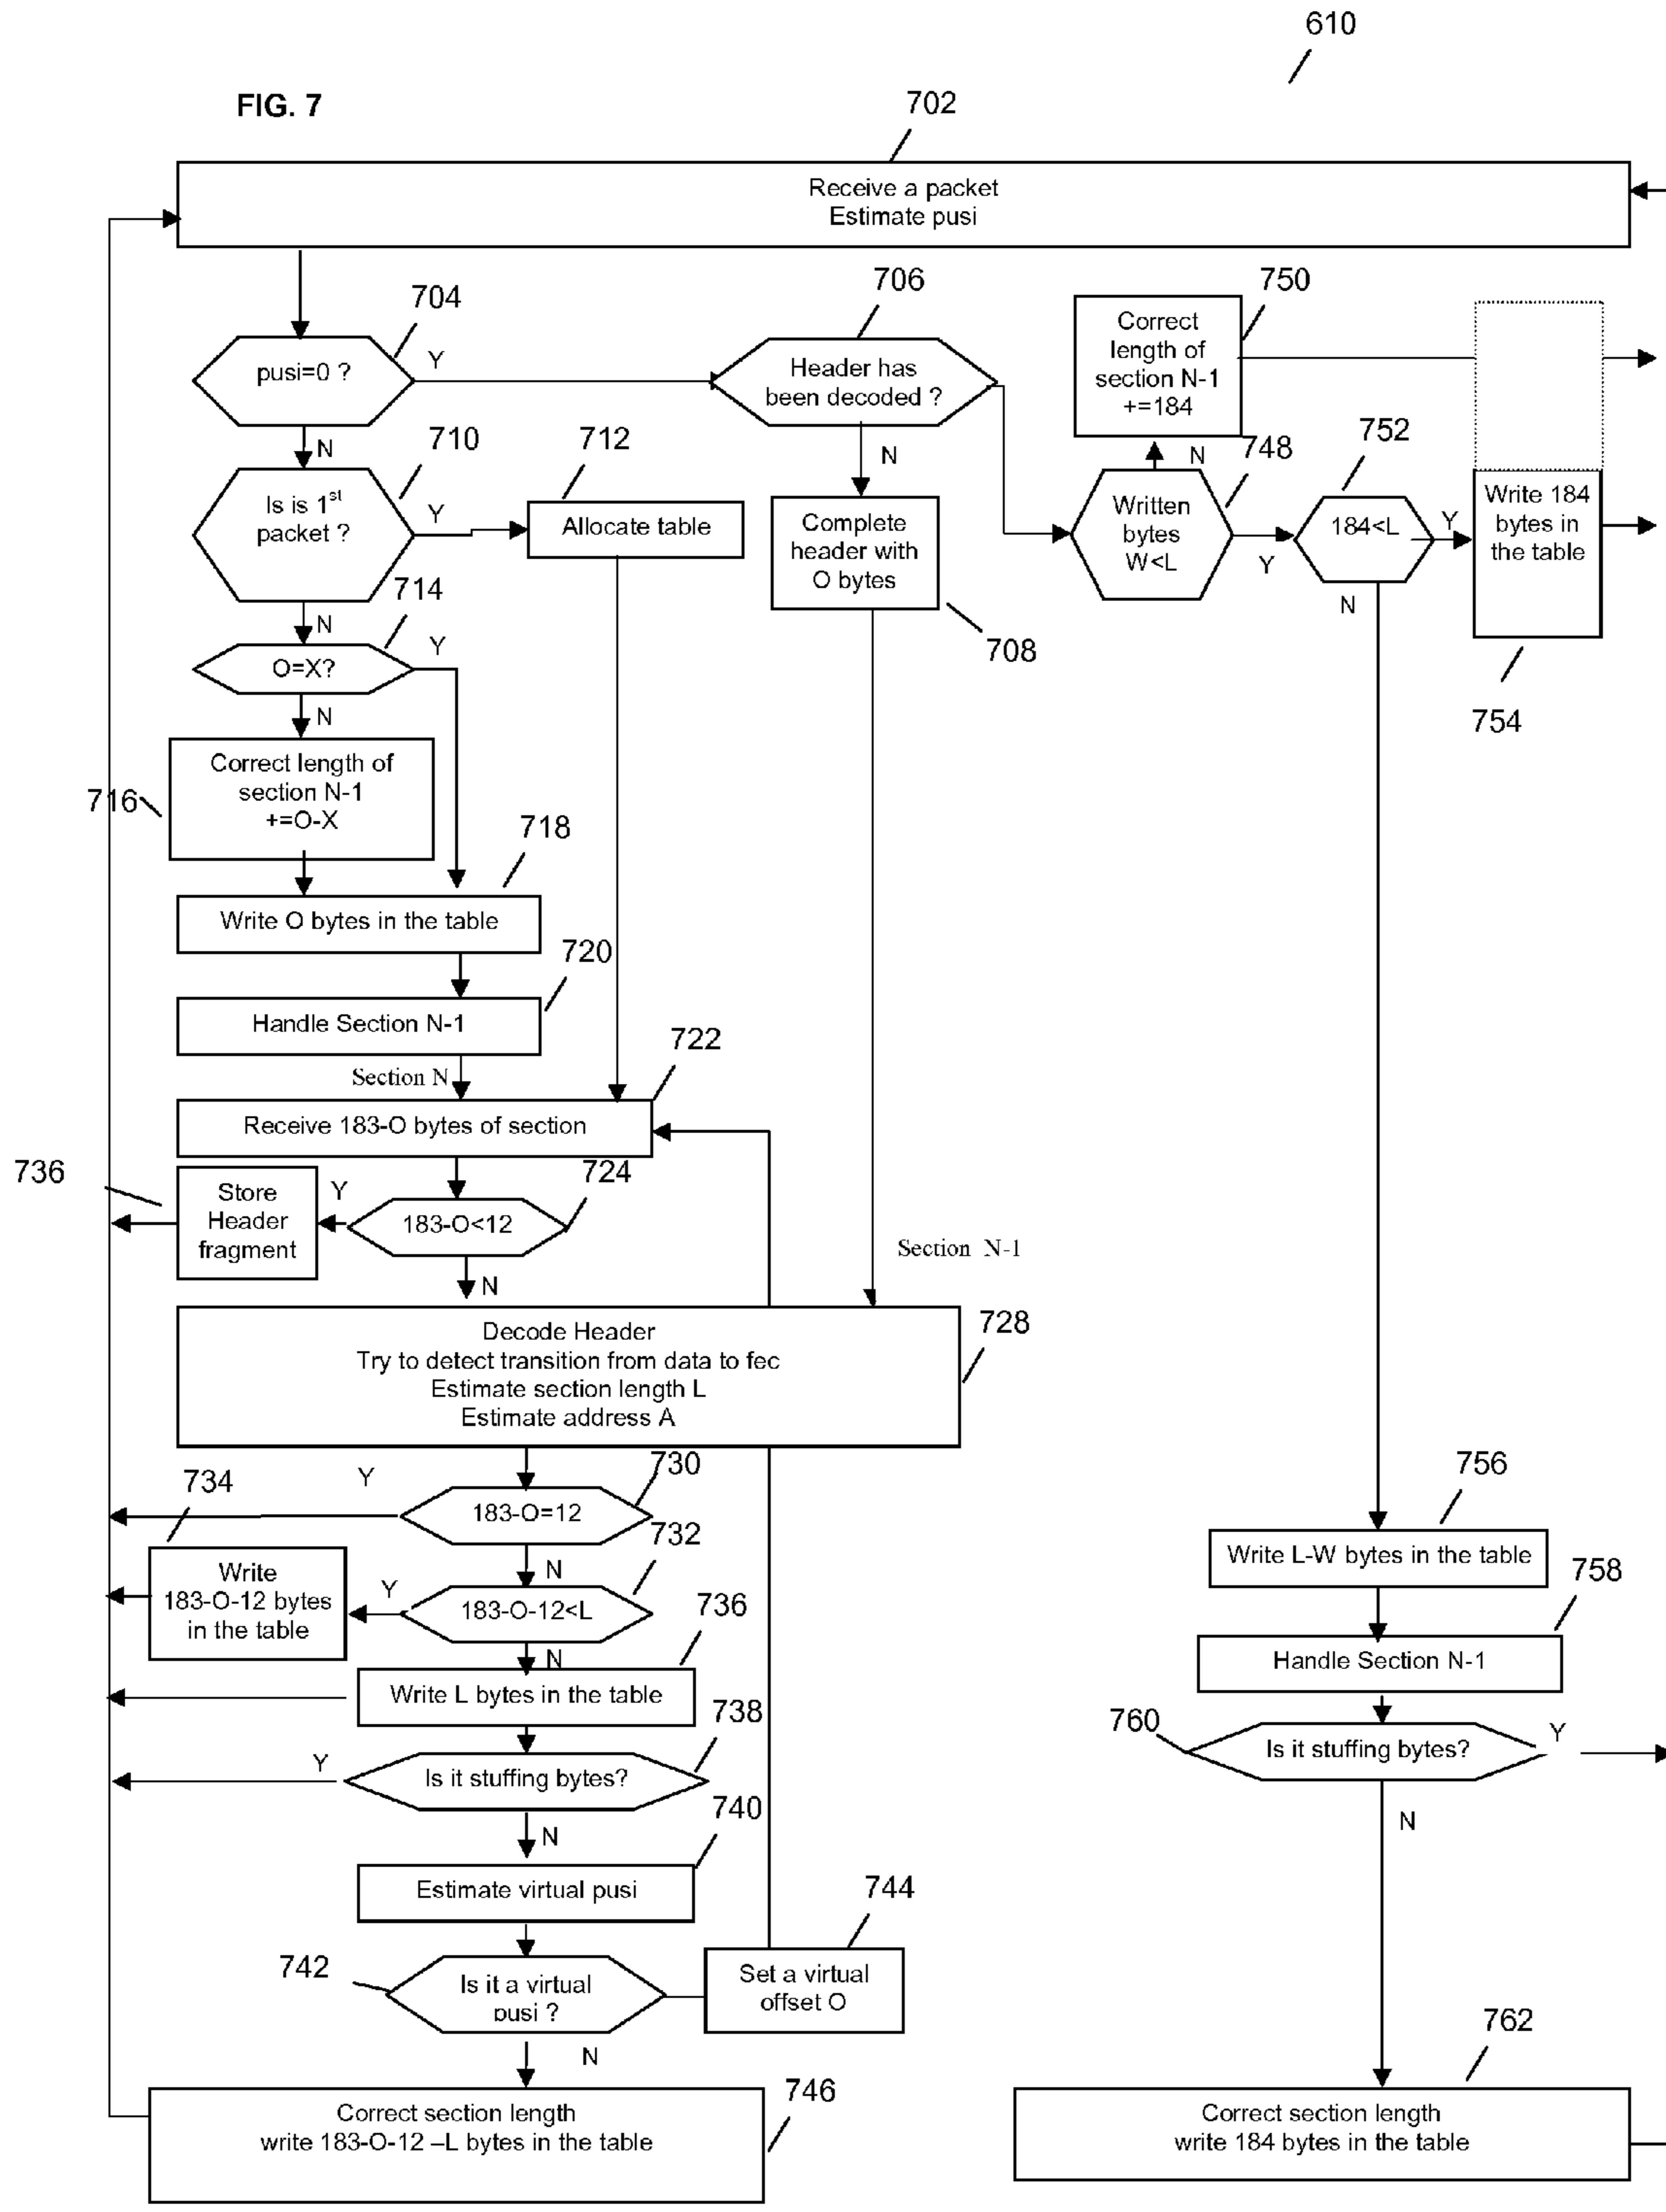 610
FIG. 7
702
Receive a packet
Estimate pusi
704
pusi=0 ?
Y
706
Header has
been decoded ?
750
Correct
length of
section N-1
+=184
N
710
Is is 1st
packet ?
Y
712
Allocate table
N
Complete
header with
O bytes
708
N
748
Written
bytes
W<L
Y
752
184<L
Y
N
Write 184
bytes in
the table
754
N
714
O=X?
Y
N
716
Correct length of
section N-1
+=O-X
718
Write O bytes in the table
720
Handle Section N-1
Section N
722
Receive 183-O bytes of section
736
Store
Header
fragment
Y
724
183-O<12
N
Section N-1
728
Decode Header
Try to detect transition from data to fec
Estimate section length L
Estimate address A
730
Y
183-O=12
734
N
732
Write
183-O-12 bytes
in the table
Y
183-O-12<L
N
736
Write L bytes in the table
738
Y
Is it stuffing bytes?
N
740
Estimate virtual pusi
742
Is it a virtual
pusi ?
744
Set a virtual
offset O
N
746
Correct section length
write 183-O-12 –L bytes in the table
756
Write L-W bytes in the table
758
Handle Section N-1
760
Is it stuffing bytes?
Y
N
762
Correct section length
write 184 bytes in the table